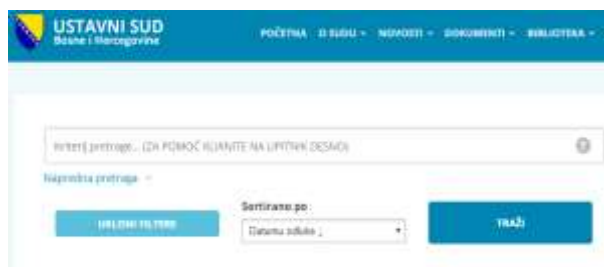 USTAVNI SUD
Bosne i Hercegovine
POČETNA O SUDU NOVOSTI DOKUMENTI BIBLIOTEKA
Kriterij pretrage... (ZA POMOĆ KLIKNITE NA UPITNIK DESNO)
Napredna pretraga
Sortirano po
UKLONI FILTERE
Datumu odluke ↓
TRAŽI